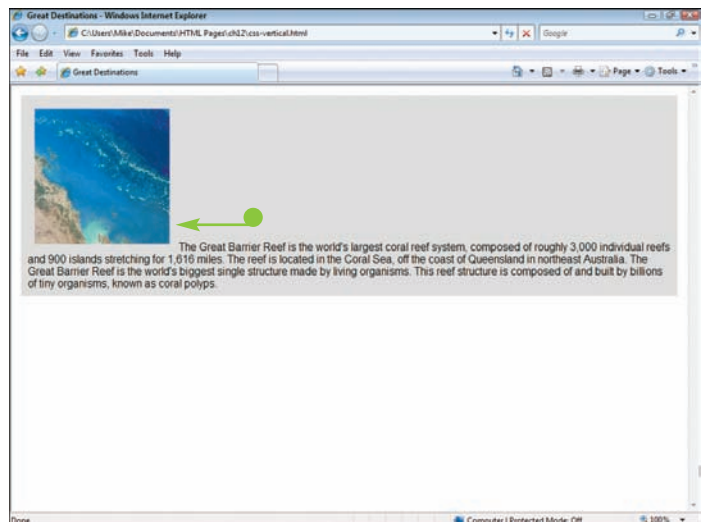 Great Destinations - Windows Internet Explorer
C:\Users\Mike\Documents\HTML Pages\ch12\css-vertical.html
Google
File Edit View Favorites Tools Help
Great Destinations
Page Tools
The Great Barrier Reef is the world's largest coral reef system, composed of roughly 3,000 individual reefs
and 900 islands stretching for 1,616 miles. The reef is located in the Coral Sea, off the coast of Queensland in northeast Australia. The
Great Barrier Reef is the world's biggest single structure made by living organisms. This reef structure is composed of and built by billions
of tiny organisms, known as coral polyps.
Done
Computer | Protected Mode: Off
100%